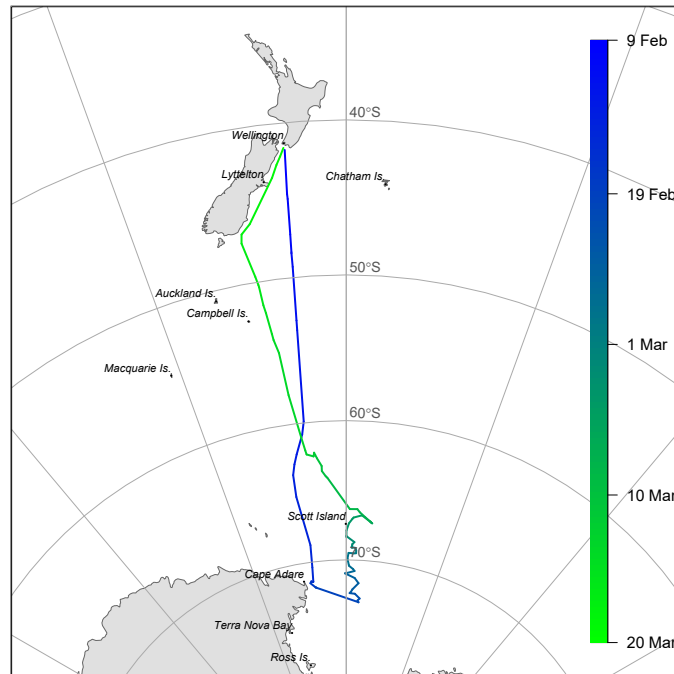 9 Feb
40°S
Wellington
Lyttelton
Chatham Is.
19 Feb
50°S
Auckland Is.
Campbell Is.
1 Mar
Macquarie Is.
60°S
10 Mar
Scott Island
70°S
Cape Adare
Terra Nova Bay
20 Mar
Ross Is.